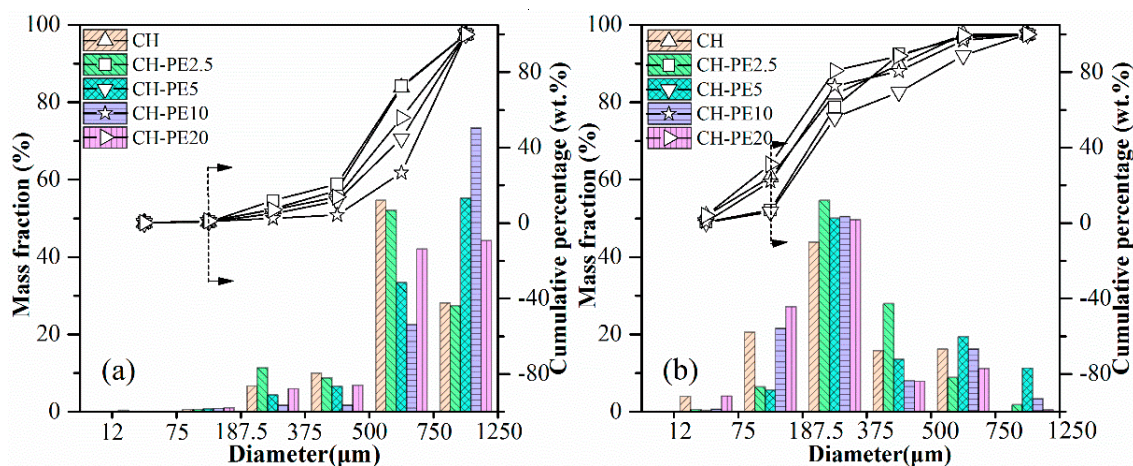 100
80
60
40
20
0
Mass fraction (%)
CH
CH-PE2.5
CH-PE5
CH-PE10
CH-PE20
(a)
80
40
0
-40
-80
Cumulative percentage (wt.%)
12 75 187.5 375 500 750 1250
Diameter(μm)
100
80
60
40
20
0
Mass fraction (%)
CH
CH-PE2.5
CH-PE5
CH-PE10
CH-PE20
(b)
80
40
0
-40
-80
Cumulative percentage (wt.%)
12 75 187.5 375 500 750 1250
Diameter(μm)